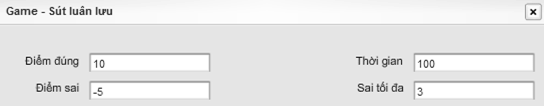 Game - Sút luân lưu
Điểm đúng 10 Thời gian 100
Điểm sai -5 Sai tối đa 3